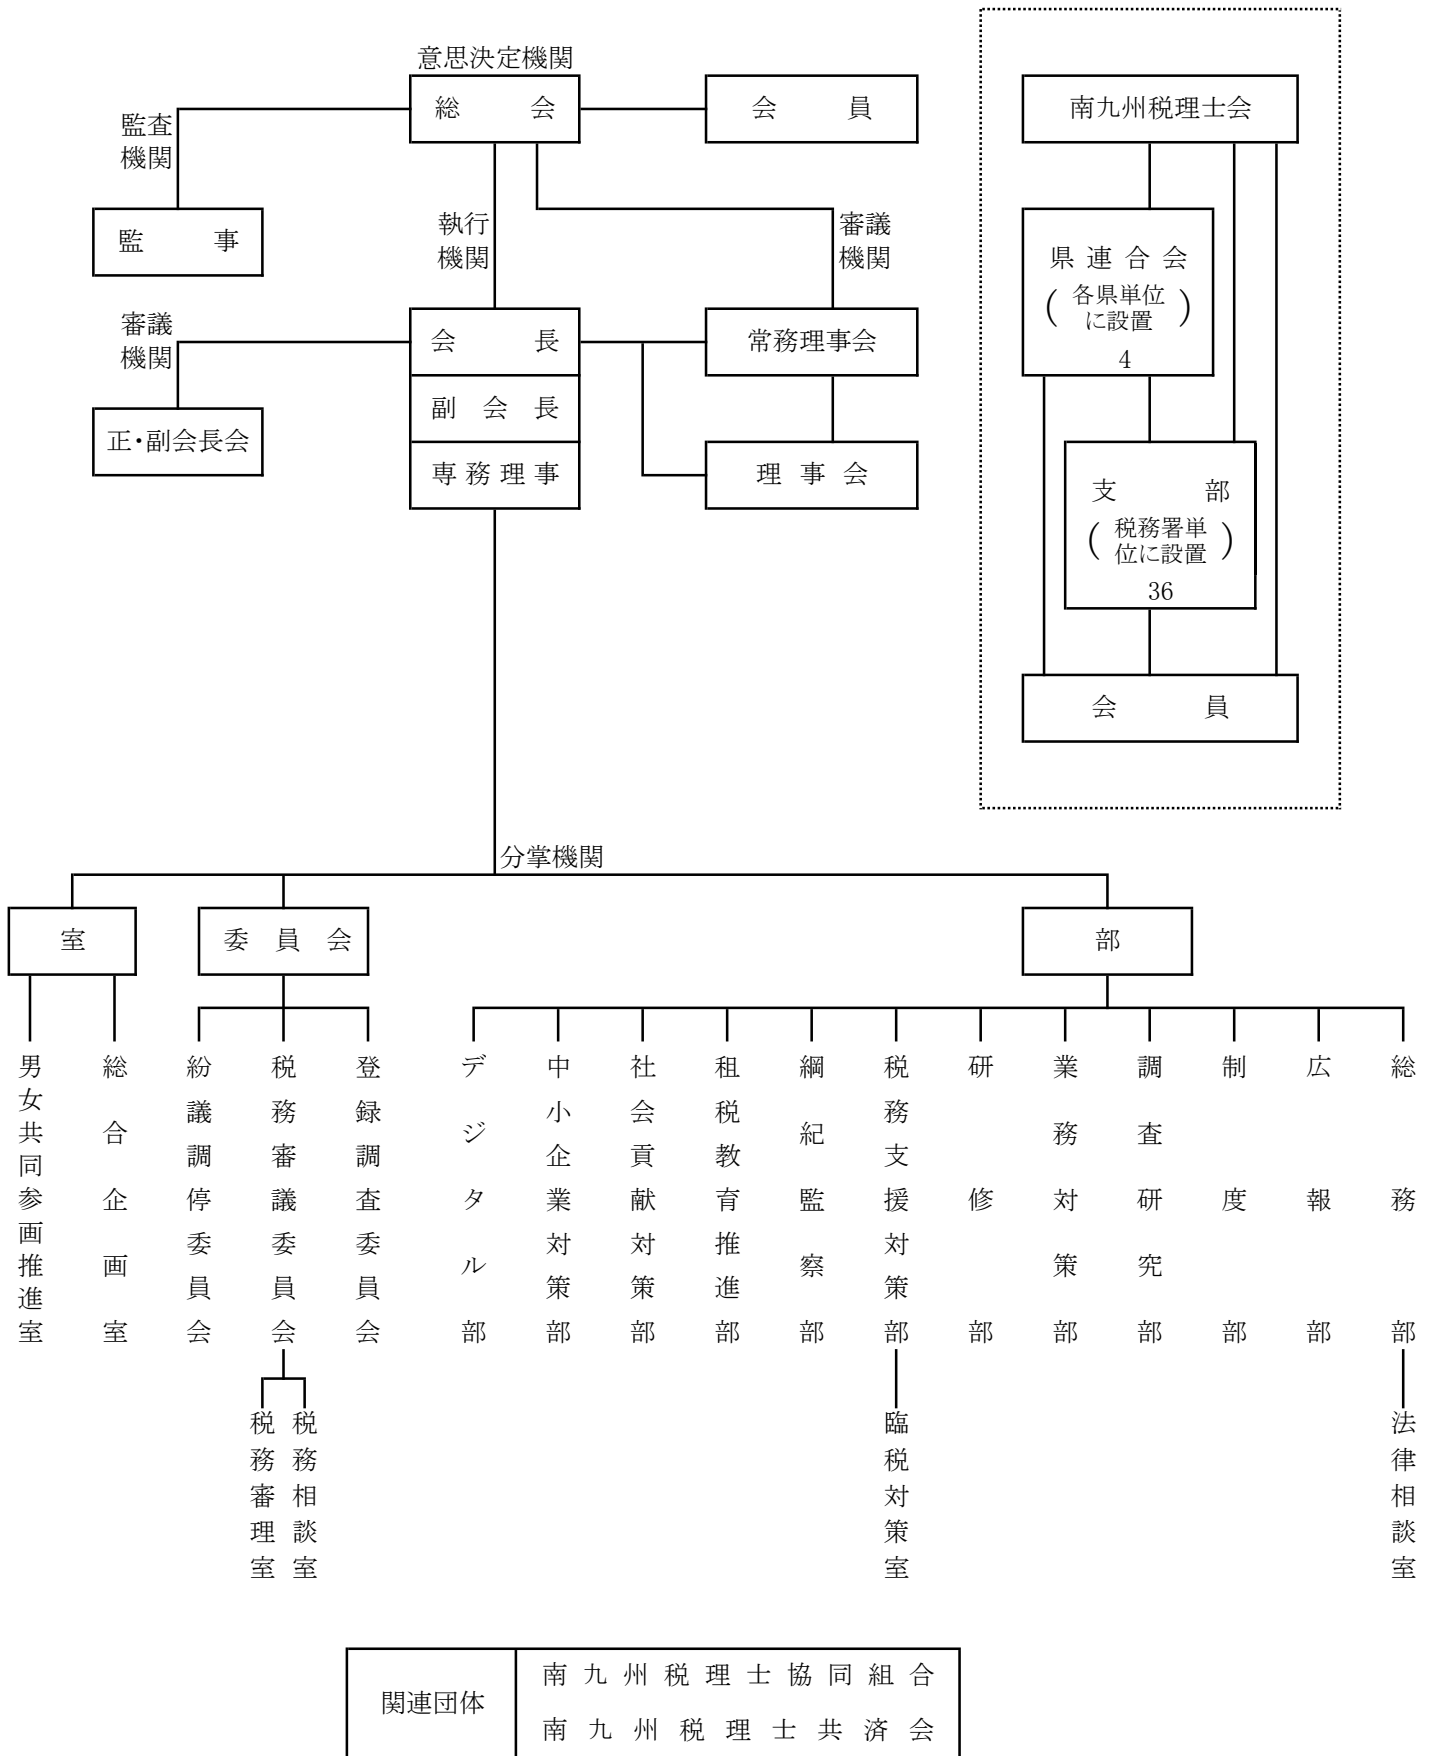 意思決定機関
総会
会員
監査
機関
監事
執行
機関
審議
機関
審議
機関
会長
副会長
専務理事
常務理事会
正・副会長会
理事会
南九州税理士会
県連合会
(各県単位
に設置)
4
支部
(税務署単
位に設置)
36
会員
分掌機関
室
委員会
部
男女共同参画推進室
総合企画室
紛議調停委員会
税務審議委員会
登録調査委員会
デジタル部
中小企業対策部
社会貢献対策部
租税教育推進部
綱紀監察部
税務支援対策部
研修部
業務対策部
調査研究部
制度部
広報部
総務部
税務審理室
税務相談室
臨税対策室
法律相談室
関連団体
南九州税理士協同組合
南九州税理士共済会